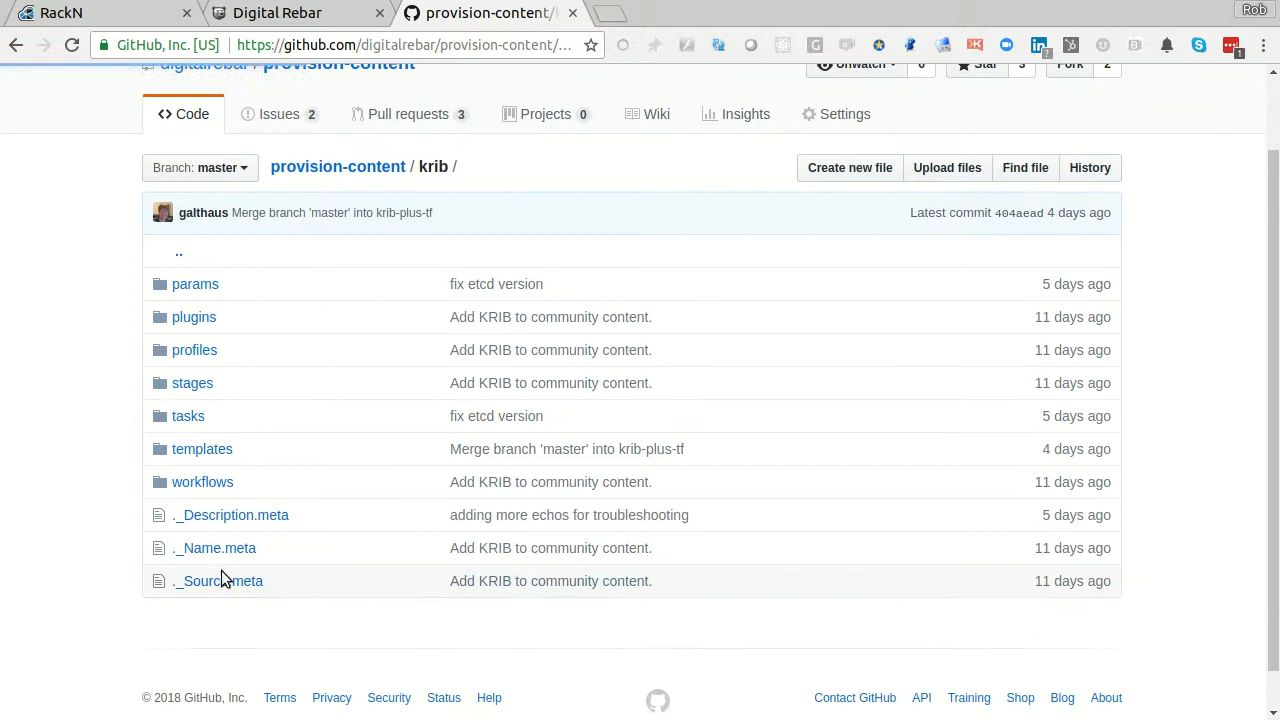 RackN
Digital Rebar
provision-content/
Rob
GitHub, Inc. [US]
https://github.com/digitalrebar/provision-content/...
7
1
digitalrebar / provision-content
Unwatch
6
Star
3
Fork
2
<> Code
Issues 2
Pull requests 3
Projects 0
Wiki
Insights
Settings
Branch: master
provision-content / krib /
Create new file
Upload files
Find file
History
galthaus Merge branch 'master' into krib-plus-tf
Latest commit 404aead 4 days ago
..
params fix etcd version 5 days ago
plugins Add KRIB to community content. 11 days ago
profiles Add KRIB to community content. 11 days ago
stages Add KRIB to community content. 11 days ago
tasks fix etcd version 5 days ago
templates Merge branch 'master' into krib-plus-tf 4 days ago
workflows Add KRIB to community content. 11 days ago
._Description.meta adding more echos for troubleshooting 5 days ago
._Name.meta Add KRIB to community content. 11 days ago
._Source.meta Add KRIB to community content. 11 days ago
© 2018 GitHub, Inc. Terms Privacy Security Status Help
Contact GitHub API Training Shop Blog About